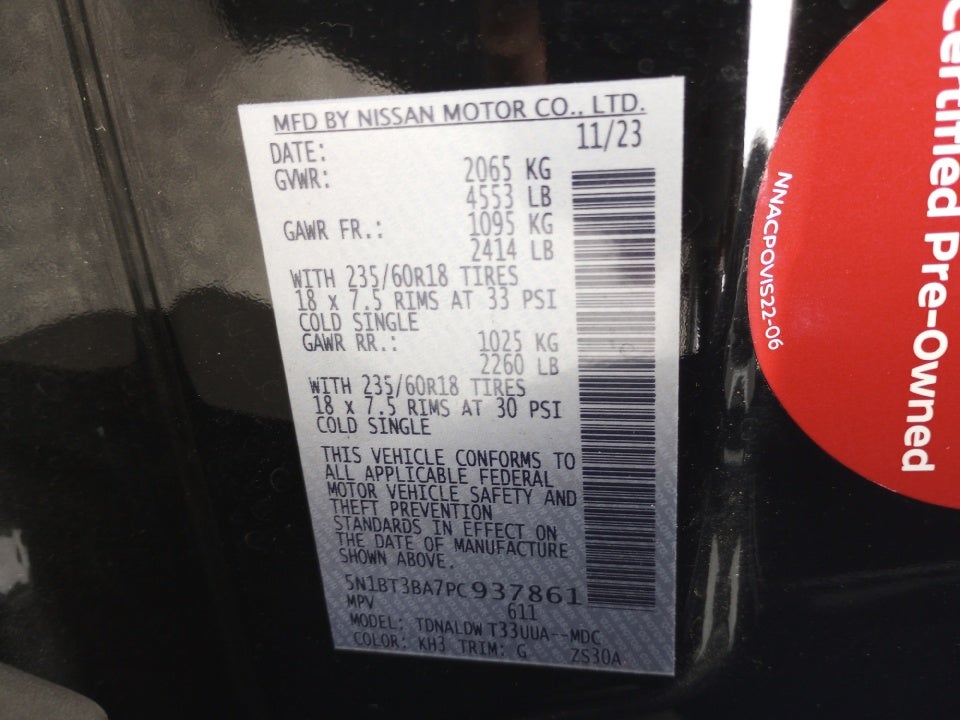 MFD BY NISSAN MOTOR CO., LTD.
DATE: 11/23
GVWR: 2065 KG
4553 LB
GAWR FR.: 1095 KG
2414 LB
WITH 235/60R18 TIRES
18 x 7.5 RIMS AT 33 PSI
COLD SINGLE
GAWR RR.: 1025 KG
2260 LB
WITH 235/60R18 TIRES
18 x 7.5 RIMS AT 30 PSI
COLD SINGLE
THIS VEHICLE CONFORMS TO
ALL APPLICABLE FEDERAL
MOTOR VEHICLE SAFETY AND
THEFT PREVENTION
STANDARDS IN EFFECT ON
THE DATE OF MANUFACTURE
SHOWN ABOVE.
5N1BT3BA7PC937861
MPV 611
MODEL: TDNALDW T33UUA--MDC
COLOR: KH3 TRIM: G ZS30A
Certified Pre-Owned
NNACPOVIS22-06